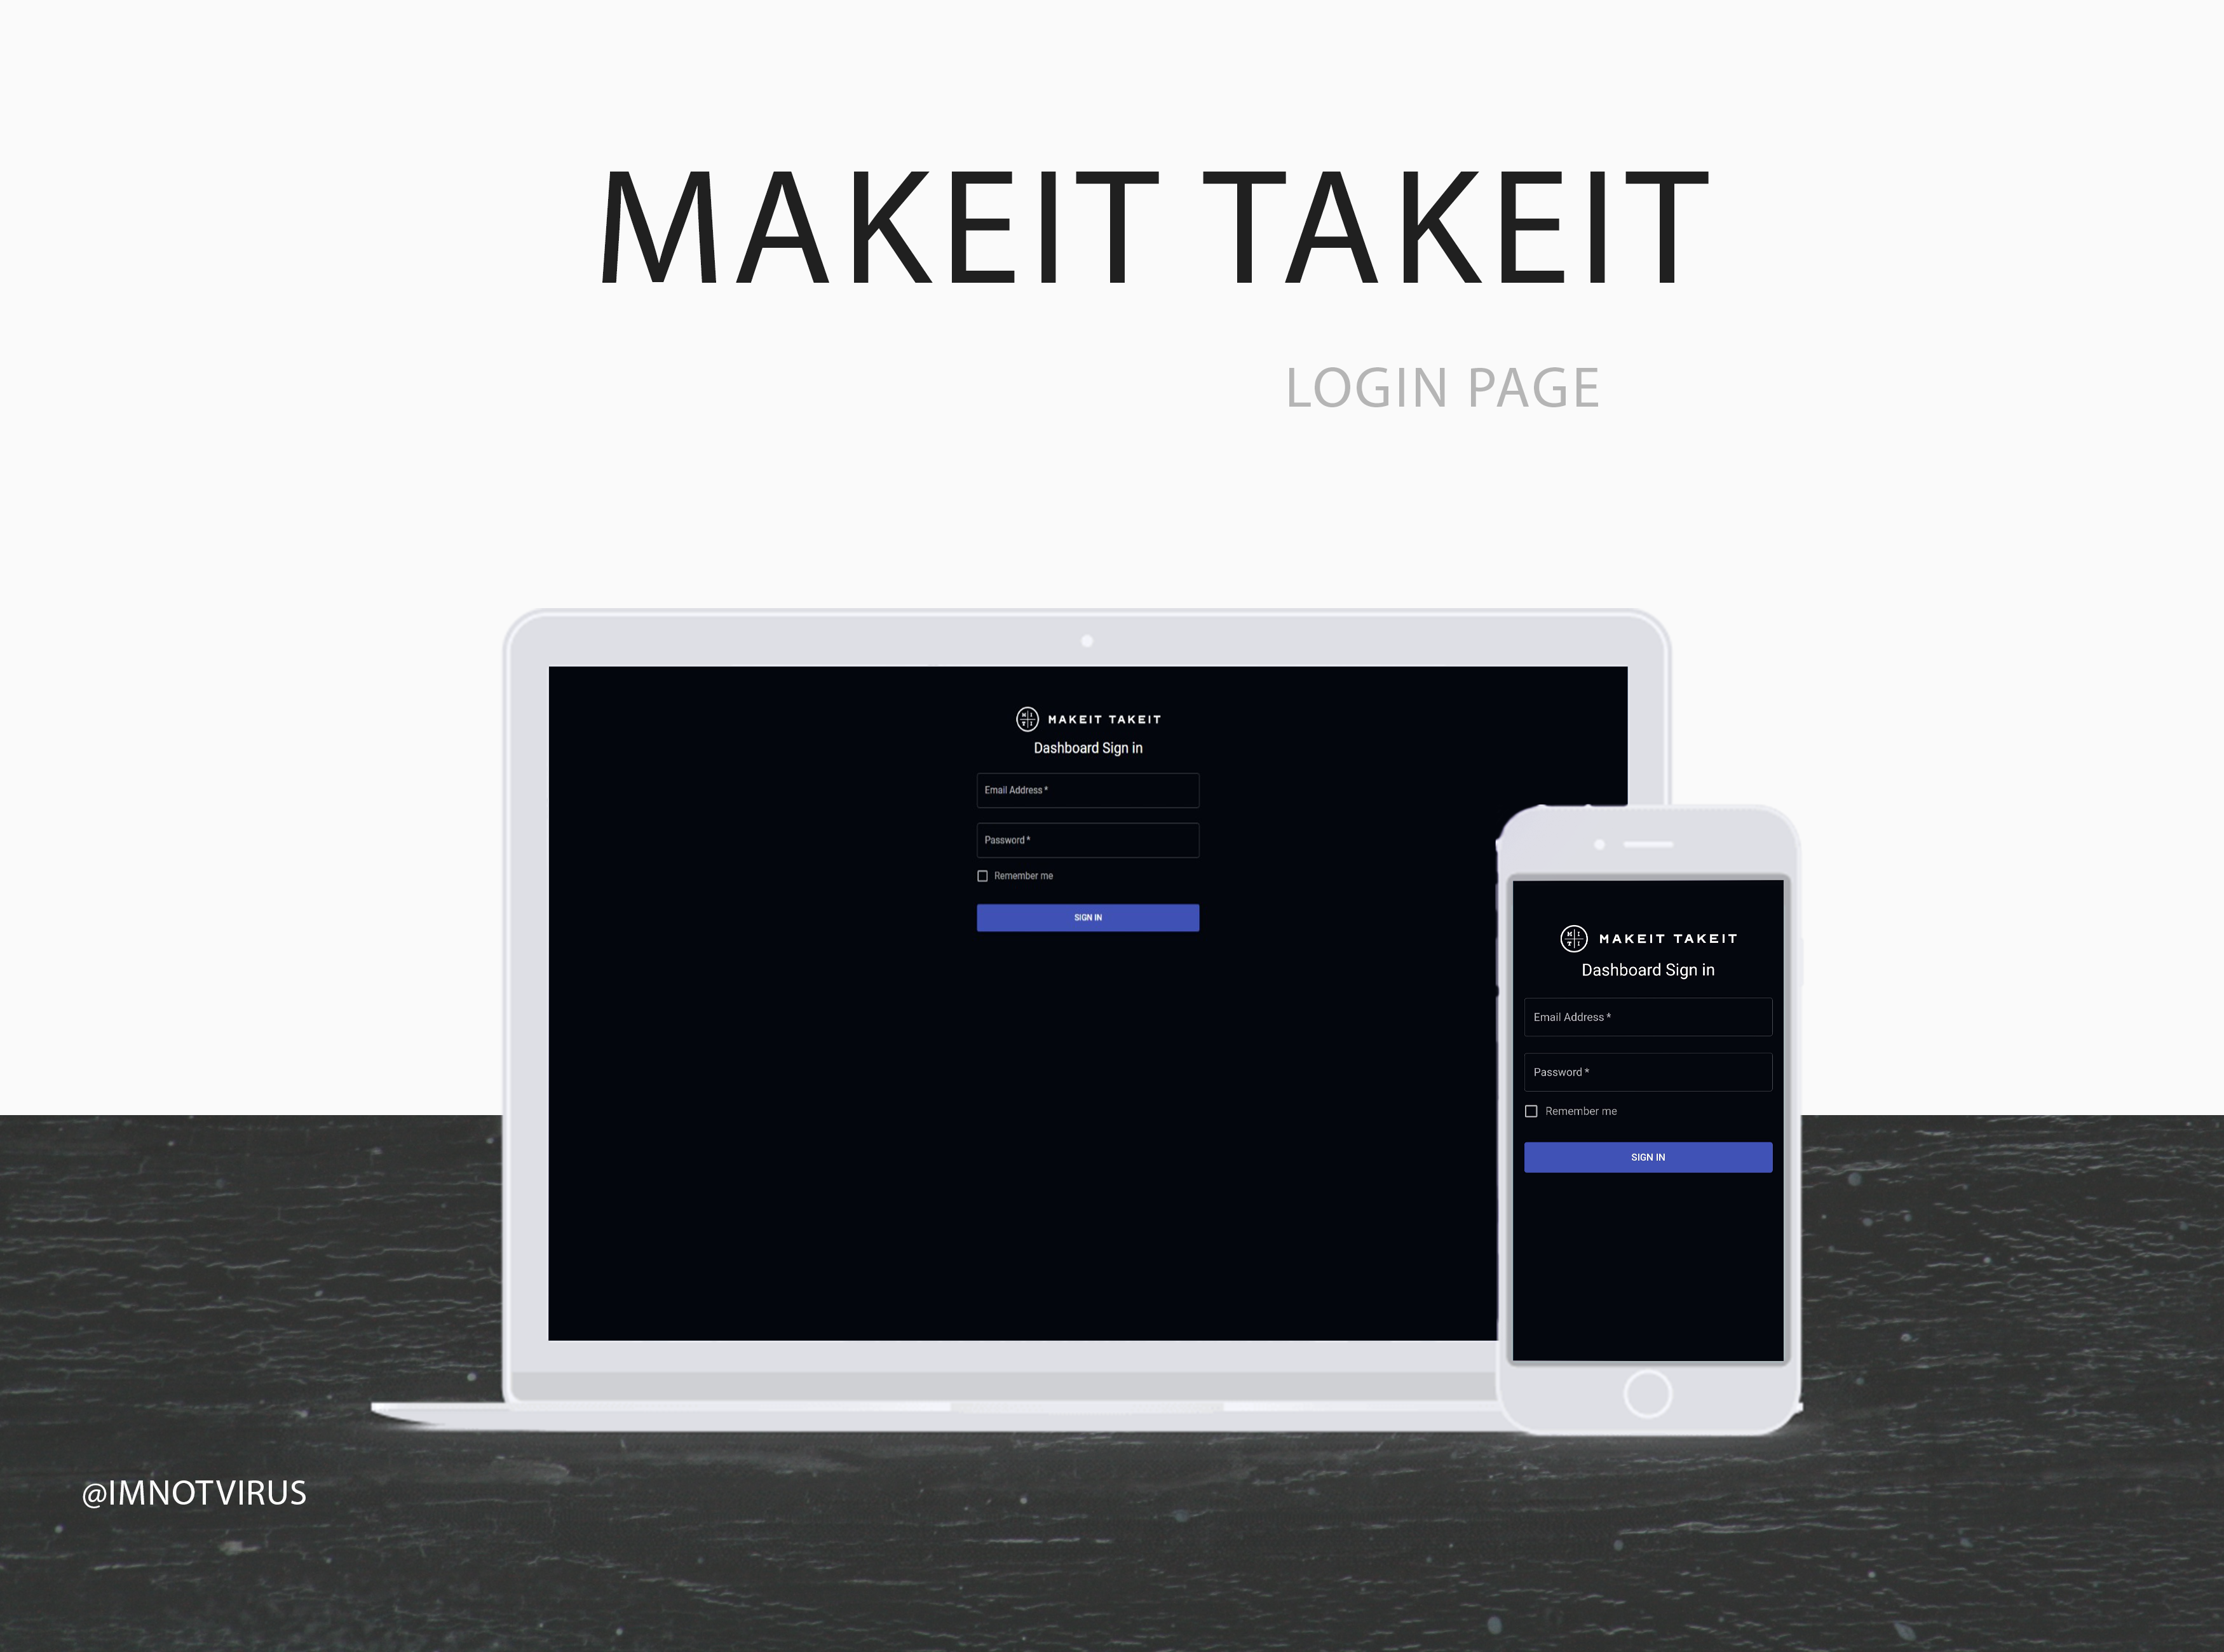 MAKEIT TAKEIT
LOGIN PAGE
MAKEIT TAKEIT
Dashboard Sign in
Email Address *
Password *
Remember me
SIGN IN
MAKEIT TAKEIT
Dashboard Sign in
Email Address *
Password *
Remember me
SIGN IN
@IMNOTVIRUS